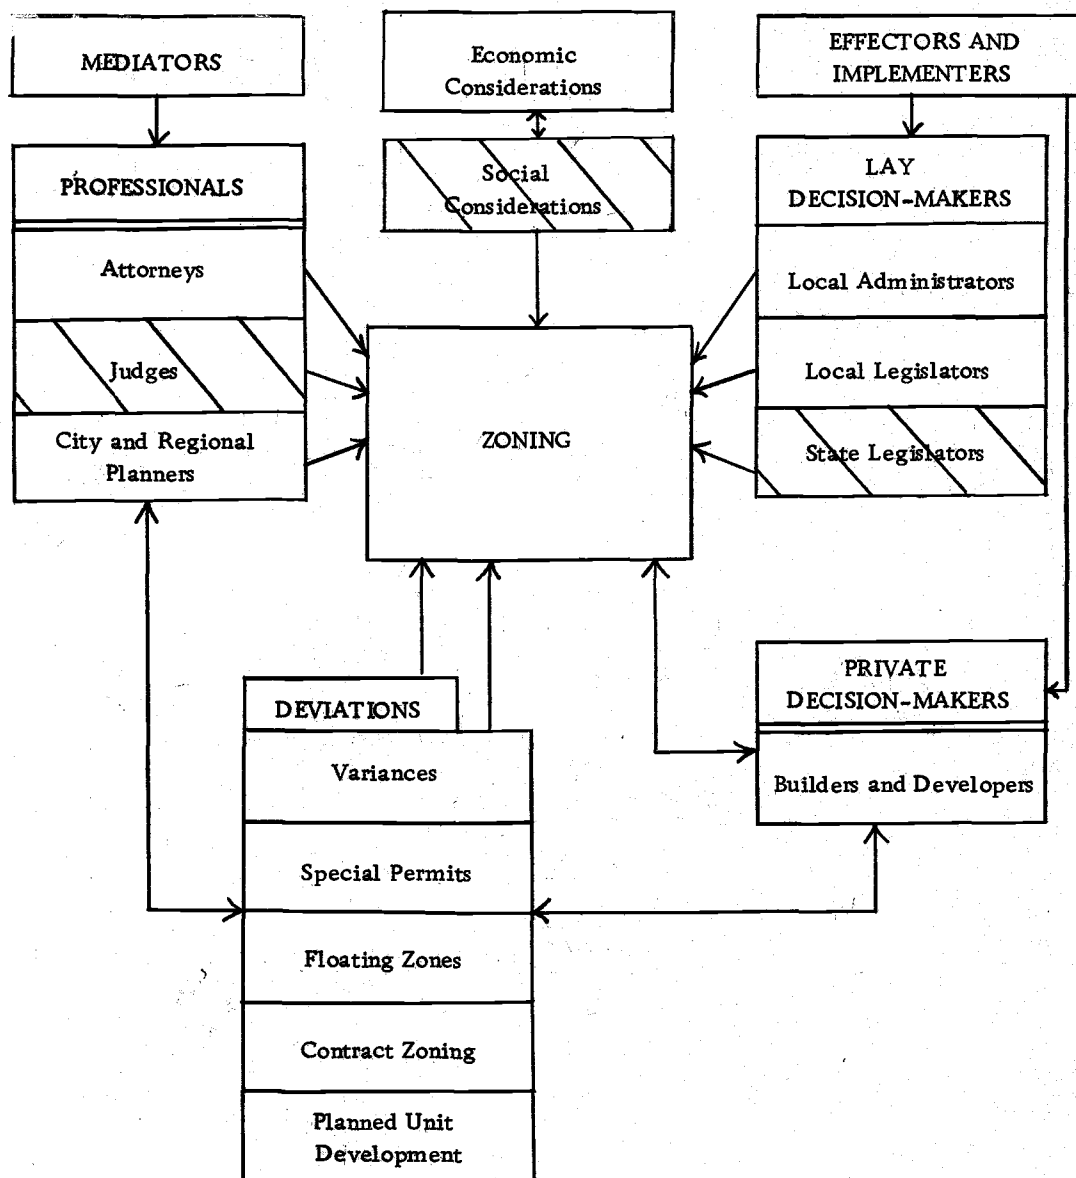 MEDIATORS
PROFESSIONALS
Attorneys
Judges
City and Regional
Planners
Economic
Considerations
Social
Considerations
ZONING
EFFECTORS AND
IMPLEMENTERS
LAY
DECISION-MAKERS
Local Administrators
Local Legislators
State Legislators
PRIVATE
DECISION-MAKERS
Builders and Developers
DEVIATIONS
Variances
Special Permits
Floating Zones
Contract Zoning
Planned Unit
Development